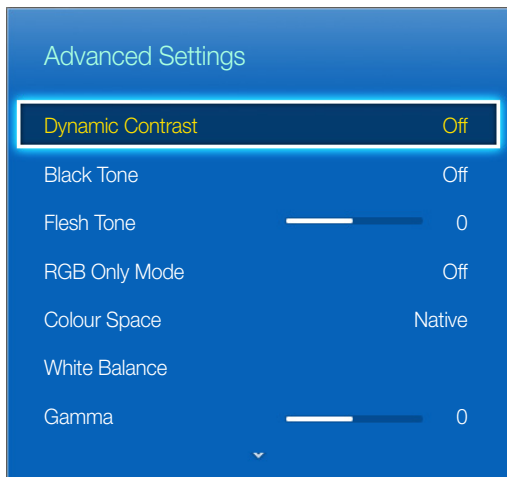 Advanced Settings
Dynamic Contrast Off
Black Tone Off
Flesh Tone 0
RGB Only Mode Off
Colour Space Native
White Balance
Gamma 0